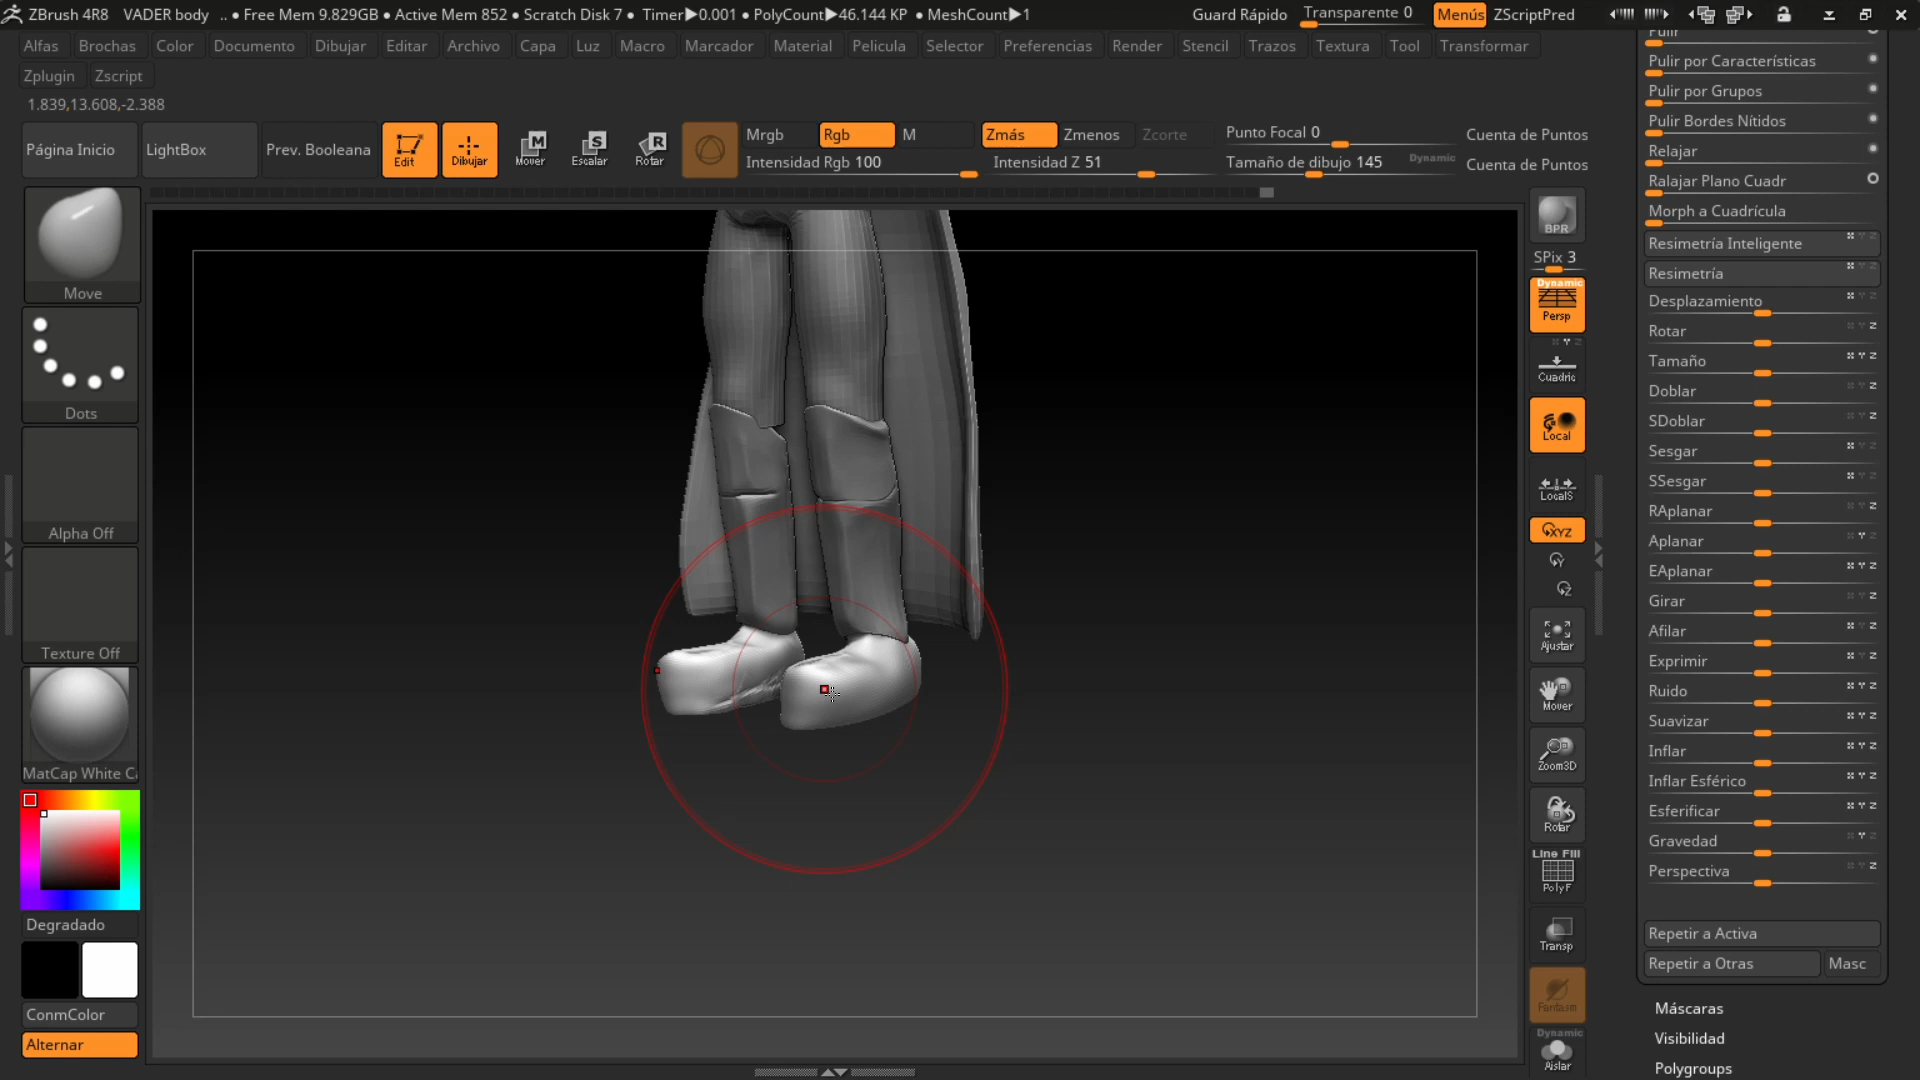 ZBrush 4R8 VADER body .. • Free Mem 9.829GB • Active Mem 852 • Scratch Disk 7 • Timer▶0.001 • PolyCount▶46.144 KP • MeshCount▶1 Guard Rápido Transparente 0 Menús ZScriptPred
Alfas Brochas Color Documento Dibujar Editar Archivo Capa Luz Macro Marcador Material Pelicula Selector Preferencias Render Stencil Trazos Textura Tool Transformar
Zplugin Zscript
1.839,13.608,-2.388
Página Inicio LightBox Prev. Booleana Edit Dibujar Mover Escalar Rotar
Mrgb Rgb M Zmás Zmenos Zcorte Punto Focal 0 Cuenta de Puntos
Intensidad Rgb 100 Intensidad Z 51 Tamaño de dibujo 145 Dynamic Cuenta de Puntos
Move
Dots
Alpha Off
Texture Off
MatCap White C
Degradado
ConmColor
Alternar
BPR
SPix 3
Dynamic
Persp
Cuadric
Local
LocalS
XYZ
Ajustar
Mover
Zoom3D
Rotar
Line Fill
PolyF
Transp
Fantasm
Dynamic
Aislar
Pulir
Pulir por Características
Pulir por Grupos
Pulir Bordes Nítidos
Relajar
Ralajar Plano Cuadr
Morph a Cuadrícula
Resimetría Inteligente
Resimetría
Desplazamiento
Rotar
Tamaño
Doblar
SDoblar
Sesgar
SSesgar
RAplanar
Aplanar
EAplanar
Girar
Afilar
Exprimir
Ruido
Suavizar
Inflar
Inflar Esférico
Esferificar
Gravedad
Perspectiva
Repetir a Activa
Repetir a Otras Masc
Máscaras
Visibilidad
Polygroups